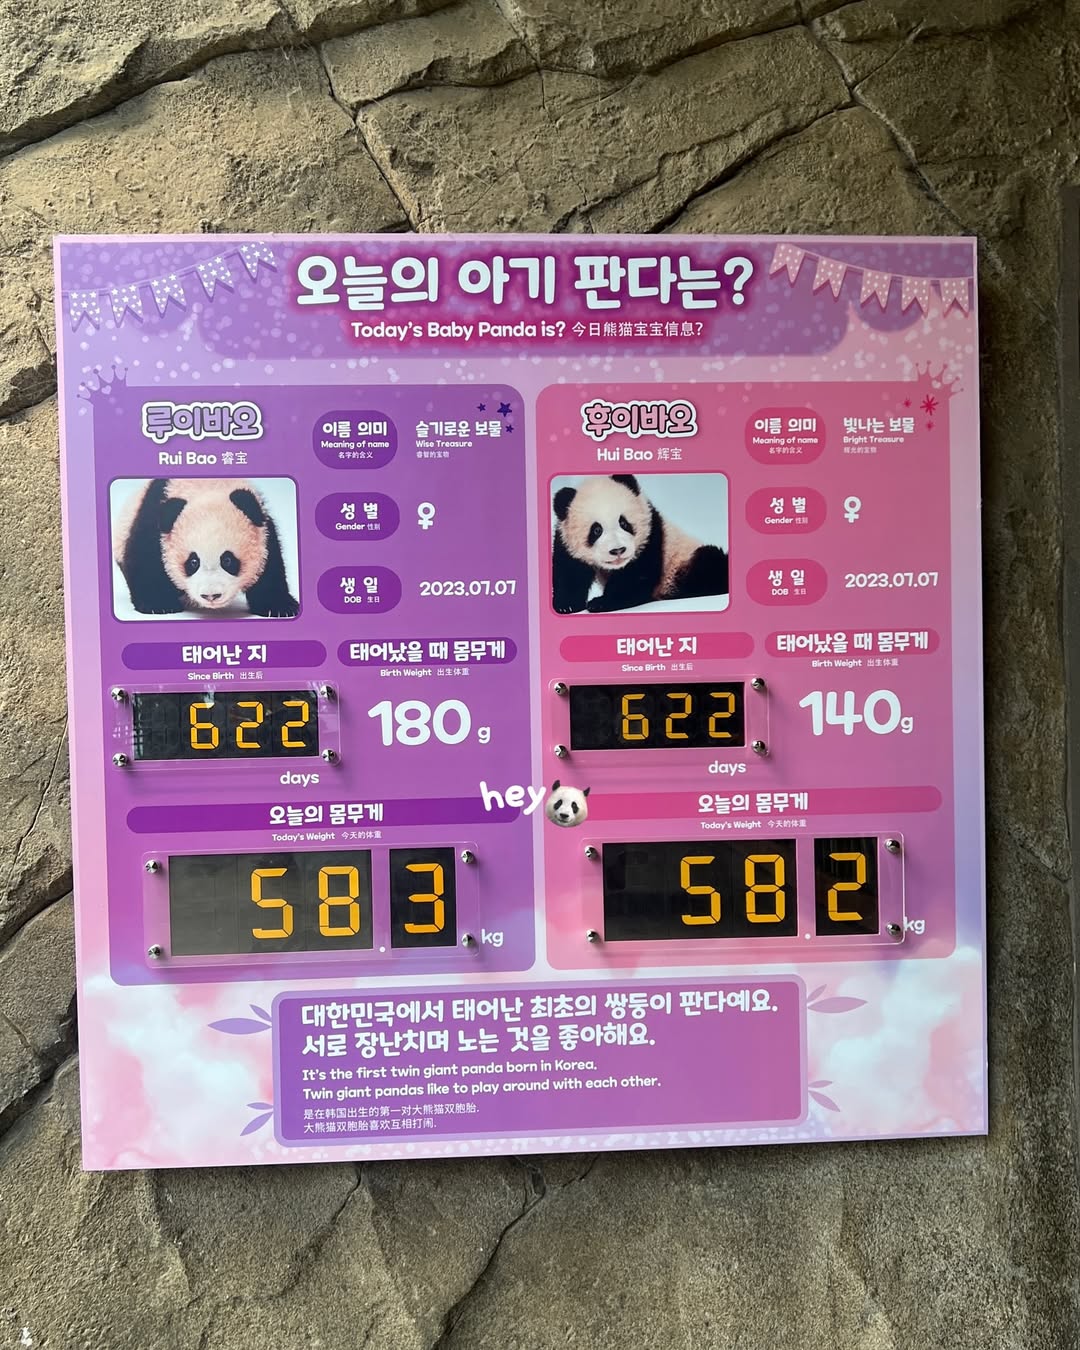 오늘의 아기 판다는?
Today's Baby Panda is? 今日熊猫宝宝信息?
루이바오
Rui Bao 睿宝
이름 의미
Meaning of name
名字的含义
슬기로운 보물
Wise Treasure
睿智的宝物
성별
Gender 性别
♀
생일
DOB 生日
2023.07.07
태어난 지
Since Birth 出生后
622
days
태어났을 때 몸무게
Birth Weight 出生体重
180 g
오늘의 몸무게
Today's Weight 今天的体重
58.3 kg
후이바오
Hui Bao 辉宝
이름 의미
Meaning of name
名字的含义
빛나는 보물
Bright Treasure
辉光的宝物
성별
Gender 性别
♀
생일
DOB 生日
2023.07.07
태어난 지
Since Birth 出生后
622
days
태어났을 때 몸무게
Birth Weight 出生体重
140g
오늘의 몸무게
Today's Weight 今天的体重
58.2 kg
hey
대한민국에서 태어난 최초의 쌍둥이 판다예요.
서로 장난치며 노는 것을 좋아해요.
It's the first twin giant panda born in Korea.
Twin giant pandas like to play around with each other.
是在韩国出生的第一对大熊猫双胞胎.
大熊猫双胞胎喜欢互相打闹.